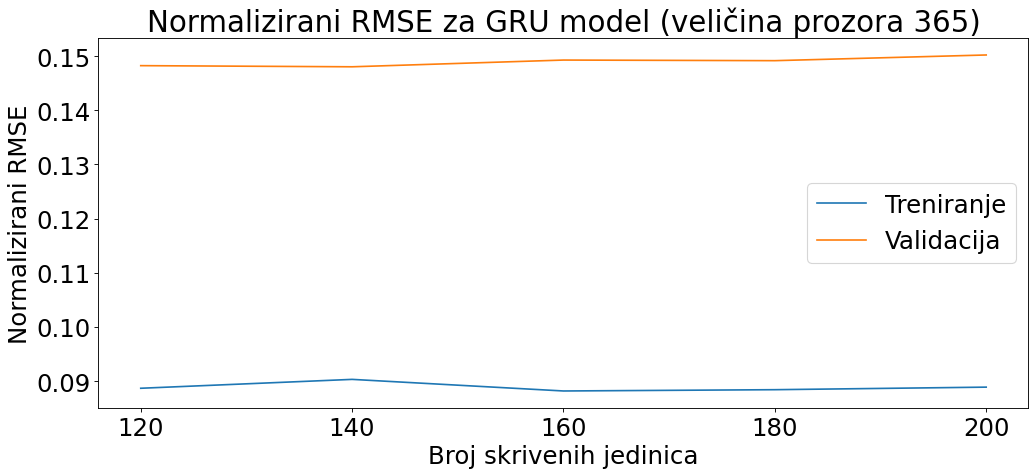 Normalizirani RMSE za GRU model (veličina prozora 365)
Normalizirani RMSE
0.15
0.14
0.13
0.12
0.11
0.10
0.09
Treniranje
Validacija
120 140 160 180 200
Broj skrivenih jedinica